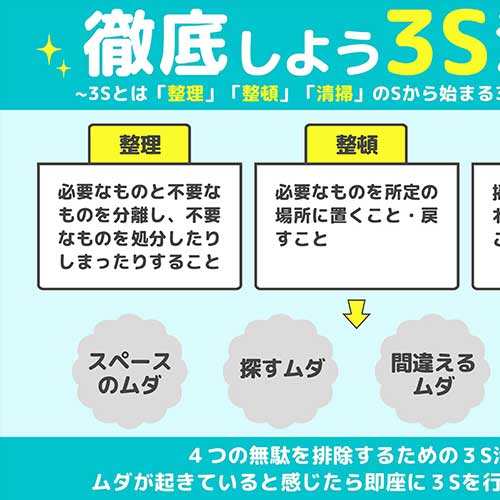 徹底しよう3S
~3Sとは「整理」「整頓」「清掃」のSから始まる
整理
必要なものと不要な
ものを分離し、不要
なものを処分したり
しまったりすること
整頓
必要なものを所定の
場所に置くこと・戻
すこと
スペース
のムダ
探すムダ
間違える
ムダ
４つの無駄を排除するための３S
ムダが起きていると感じたら即座に３Sを行